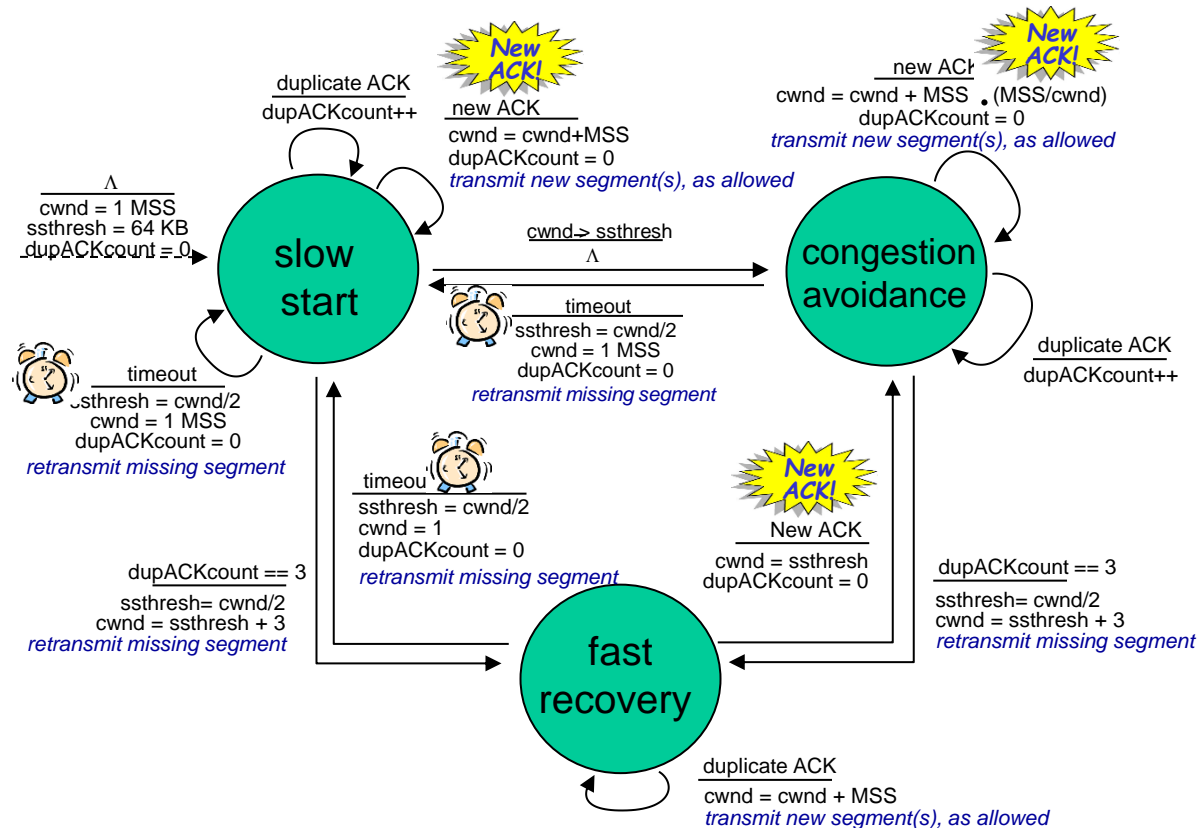 New
ACK!
duplicate ACK
dupACKcount++
new ACK
cwnd = cwnd+MSS
dupACKcount = 0
transmit new segment(s), as allowed
New
ACK!
new ACK
cwnd = cwnd + MSS • (MSS/cwnd)
dupACKcount = 0
transmit new segment(s), as allowed
Λ
cwnd = 1 MSS
ssthresh = 64 KB
dupACKcount = 0
slow
start
cwnd > ssthresh
Λ
congestion
avoidance
timeout
ssthresh = cwnd/2
cwnd = 1 MSS
dupACKcount = 0
retransmit missing segment
duplicate ACK
dupACKcount++
timeout
ssthresh = cwnd/2
cwnd = 1 MSS
dupACKcount = 0
retransmit missing segment
timeou
ssthresh = cwnd/2
cwnd = 1
dupACKcount = 0
retransmit missing segment
New
ACK!
New ACK
cwnd = ssthresh
dupACKcount = 0
dupACKcount == 3
ssthresh= cwnd/2
cwnd = ssthresh + 3
retransmit missing segment
dupACKcount == 3
ssthresh= cwnd/2
cwnd = ssthresh + 3
retransmit missing segment
fast
recovery
duplicate ACK
cwnd = cwnd + MSS
transmit new segment(s), as allowed